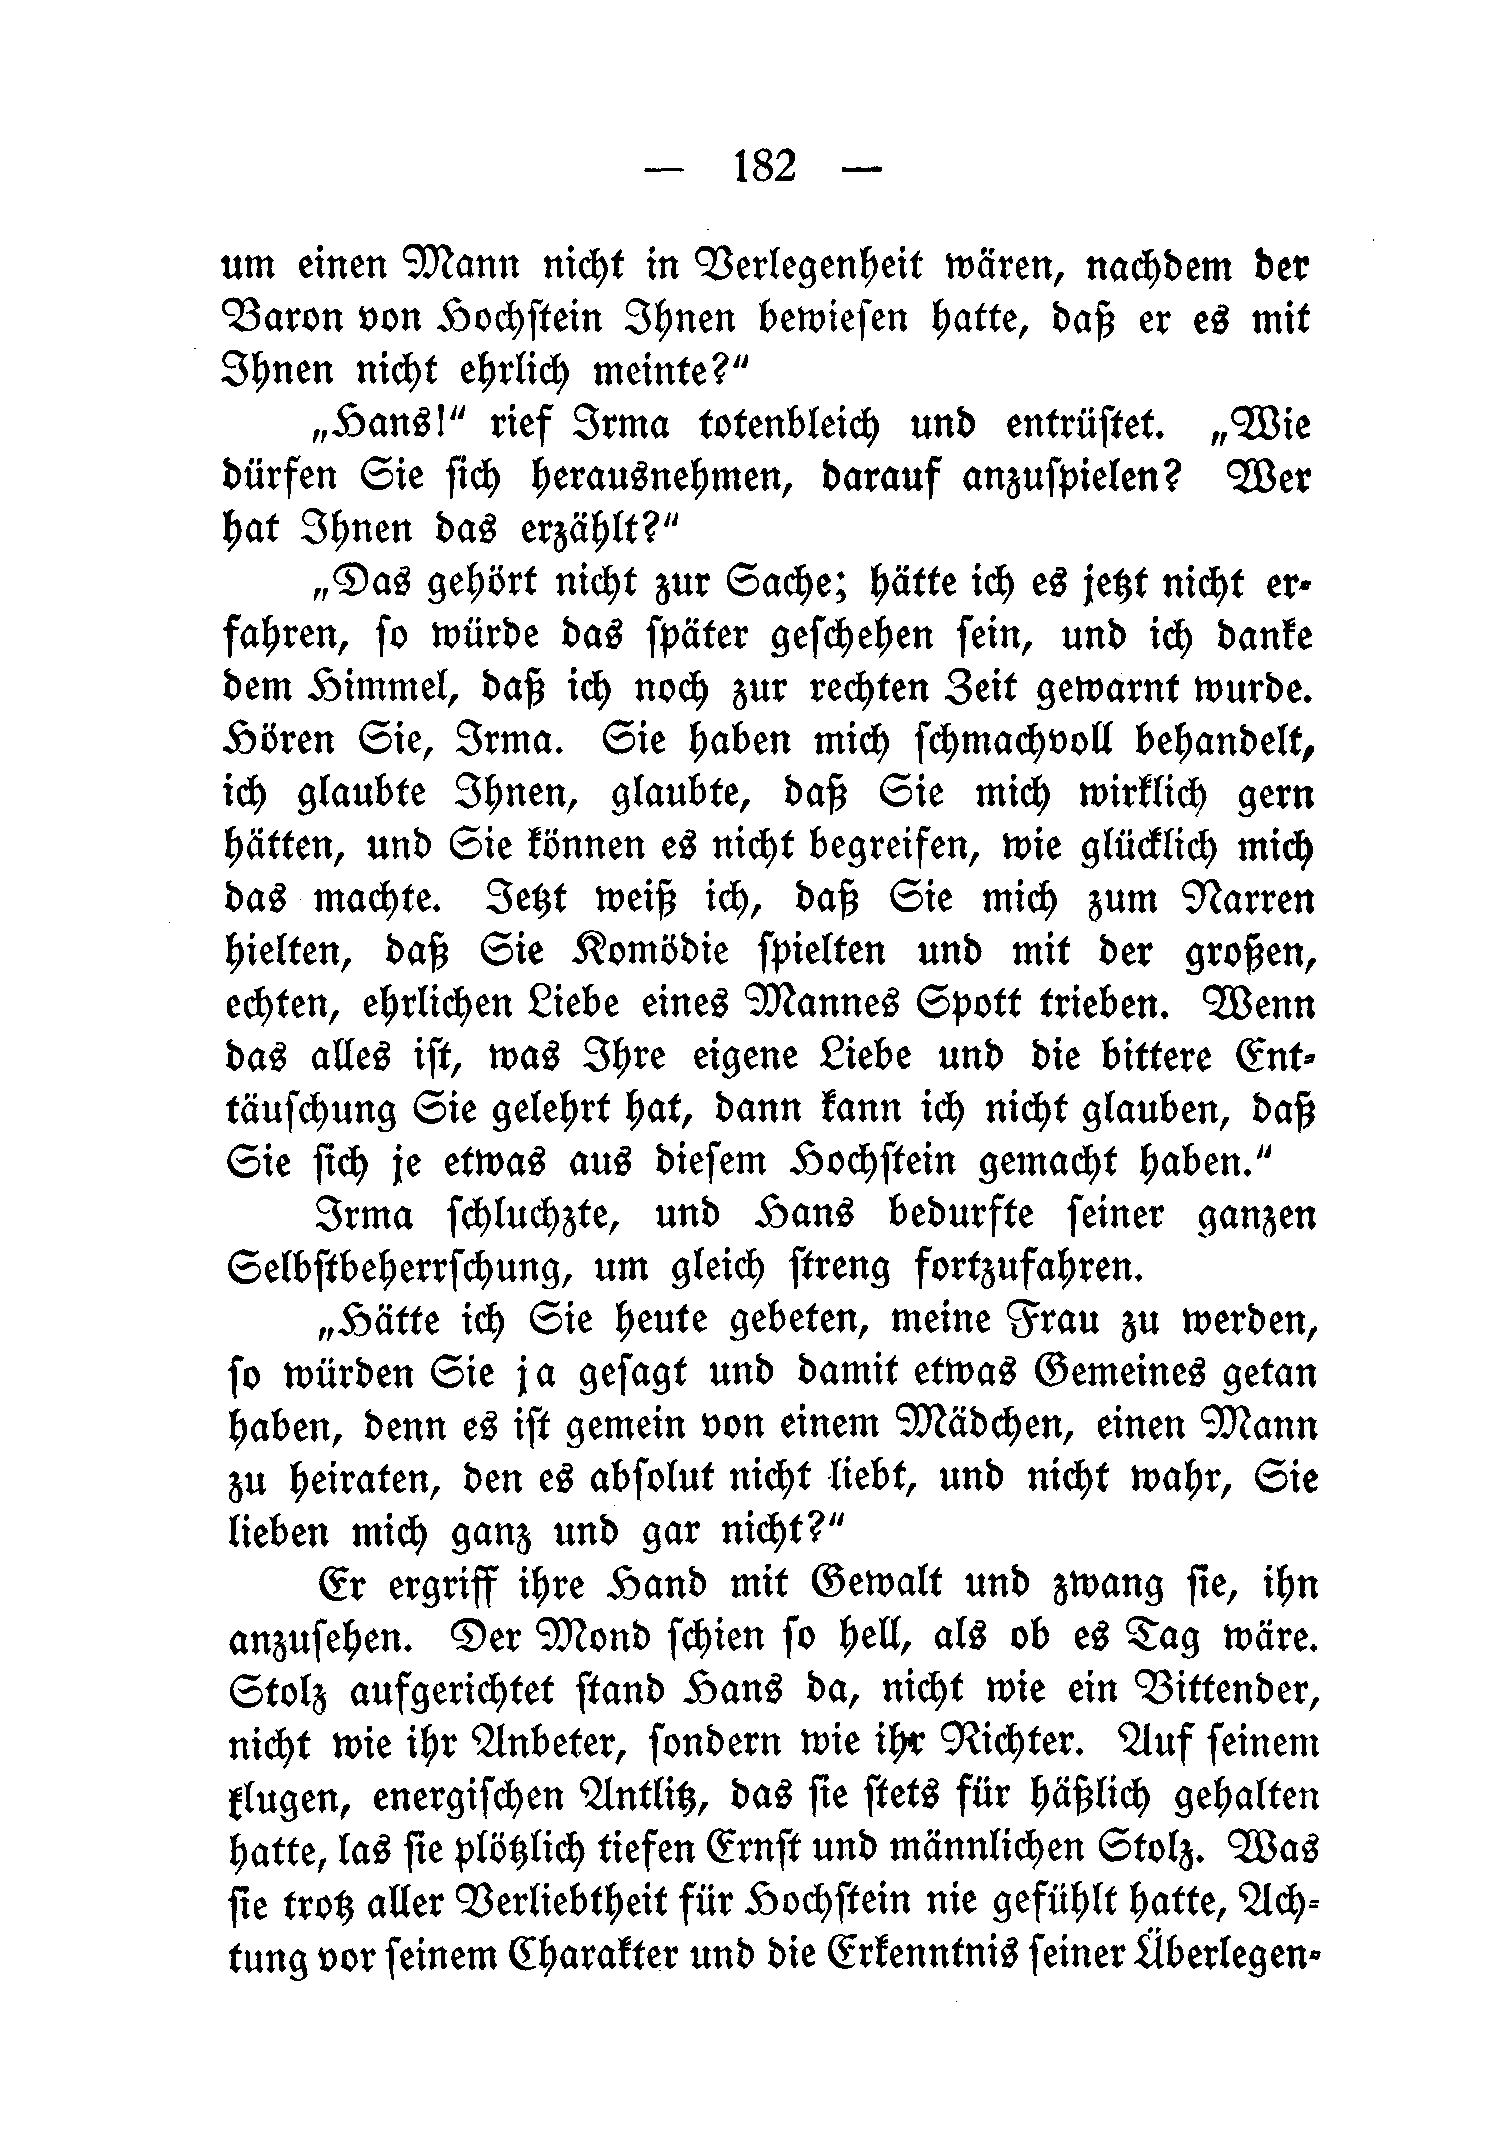 — 182 —
um einen Mann nicht in Verlegenheit wären, nachdem der
Baron von Hochstein Ihnen bewiesen hatte, daß er es mit
Ihnen nicht ehrlich meinte?“
„Hans!“ rief Irma totenbleich und entrüstet. „Wie
dürfen Sie sich herausnehmen, darauf anzuspielen? Wer
hat Ihnen das erzählt?“
„Das gehört nicht zur Sache; hätte ich es jetzt nicht er-
fahren, so würde das später geschehen sein, und ich danke
dem Himmel, daß ich noch zur rechten Zeit gewarnt wurde.
Hören Sie, Irma. Sie haben mich schmachvoll behandelt,
ich glaubte Ihnen, glaubte, daß Sie mich wirklich gern
hätten, und Sie können es nicht begreifen, wie glücklich mich
das machte. Jetzt weiß ich, daß Sie mich zum Narren
hielten, daß Sie Komödie spielten und mit der großen,
echten, ehrlichen Liebe eines Mannes Spott trieben. Wenn
das alles ist, was Ihre eigene Liebe und die bittere Ent-
täuschung Sie gelehrt hat, dann kann ich nicht glauben, daß
Sie sich je etwas aus diesem Hochstein gemacht haben.“
Irma schluchzte, und Hans bedurfte seiner ganzen
Selbstbeherrschung, um gleich streng fortzufahren.
„Hätte ich Sie heute gebeten, meine Frau zu werden,
so würden Sie ja gesagt und damit etwas Gemeines getan
haben, denn es ist gemein von einem Mädchen, einen Mann
zu heiraten, den es absolut nicht liebt, und nicht wahr, Sie
lieben mich ganz und gar nicht?“
Er ergriff ihre Hand mit Gewalt und zwang sie, ihn
anzusehen. Der Mond schien so hell, als ob es Tag wäre.
Stolz aufgerichtet stand Hans da, nicht wie ein Bittender,
nicht wie ihr Anbeter, sondern wie ihr Richter. Auf seinem
klugen, energischen Antlitz, das sie stets für häßlich gehalten
hatte, las sie plötzlich tiefen Ernst und männlichen Stolz. Was
sie trotz aller Verliebtheit für Hochstein nie gefühlt hatte, Ach-
tung vor seinem Charakter und die Erkenntnis seiner Überlegen-